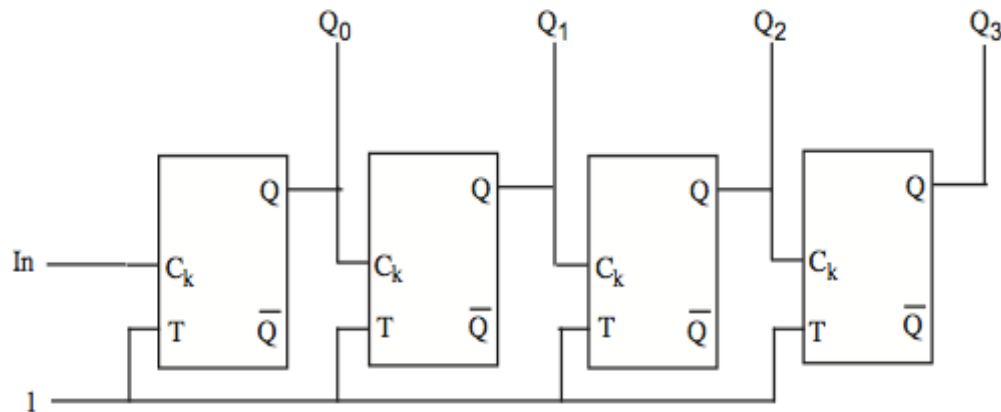 Q0 Q1 Q2 Q3
Q Q Q Q
In Ck Ck Ck Ck
T Q̅ T Q̅ T Q̅ T Q̅
1